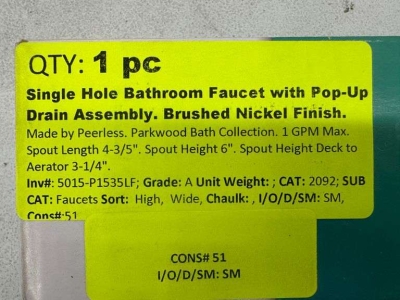 QTY: 1 pc
Single Hole Bathroom Faucet with Pop-Up
Drain Assembly. Brushed Nickel Finish.
Made by Peerless. Parkwood Bath Collection. 1 GPM Max.
Spout Length 4-3/5". Spout Height 6". Spout Height Deck to
Aerator 3-1/4".
Inv#: 5015-P1535LF; Grade: A Unit Weight: ; CAT: 2092; SUB
CAT: Faucets Sort: High, Wide, Chaulk: , I/O/D/SM: SM,
Cons#:51
CONS# 51
I/O/D/SM: SM